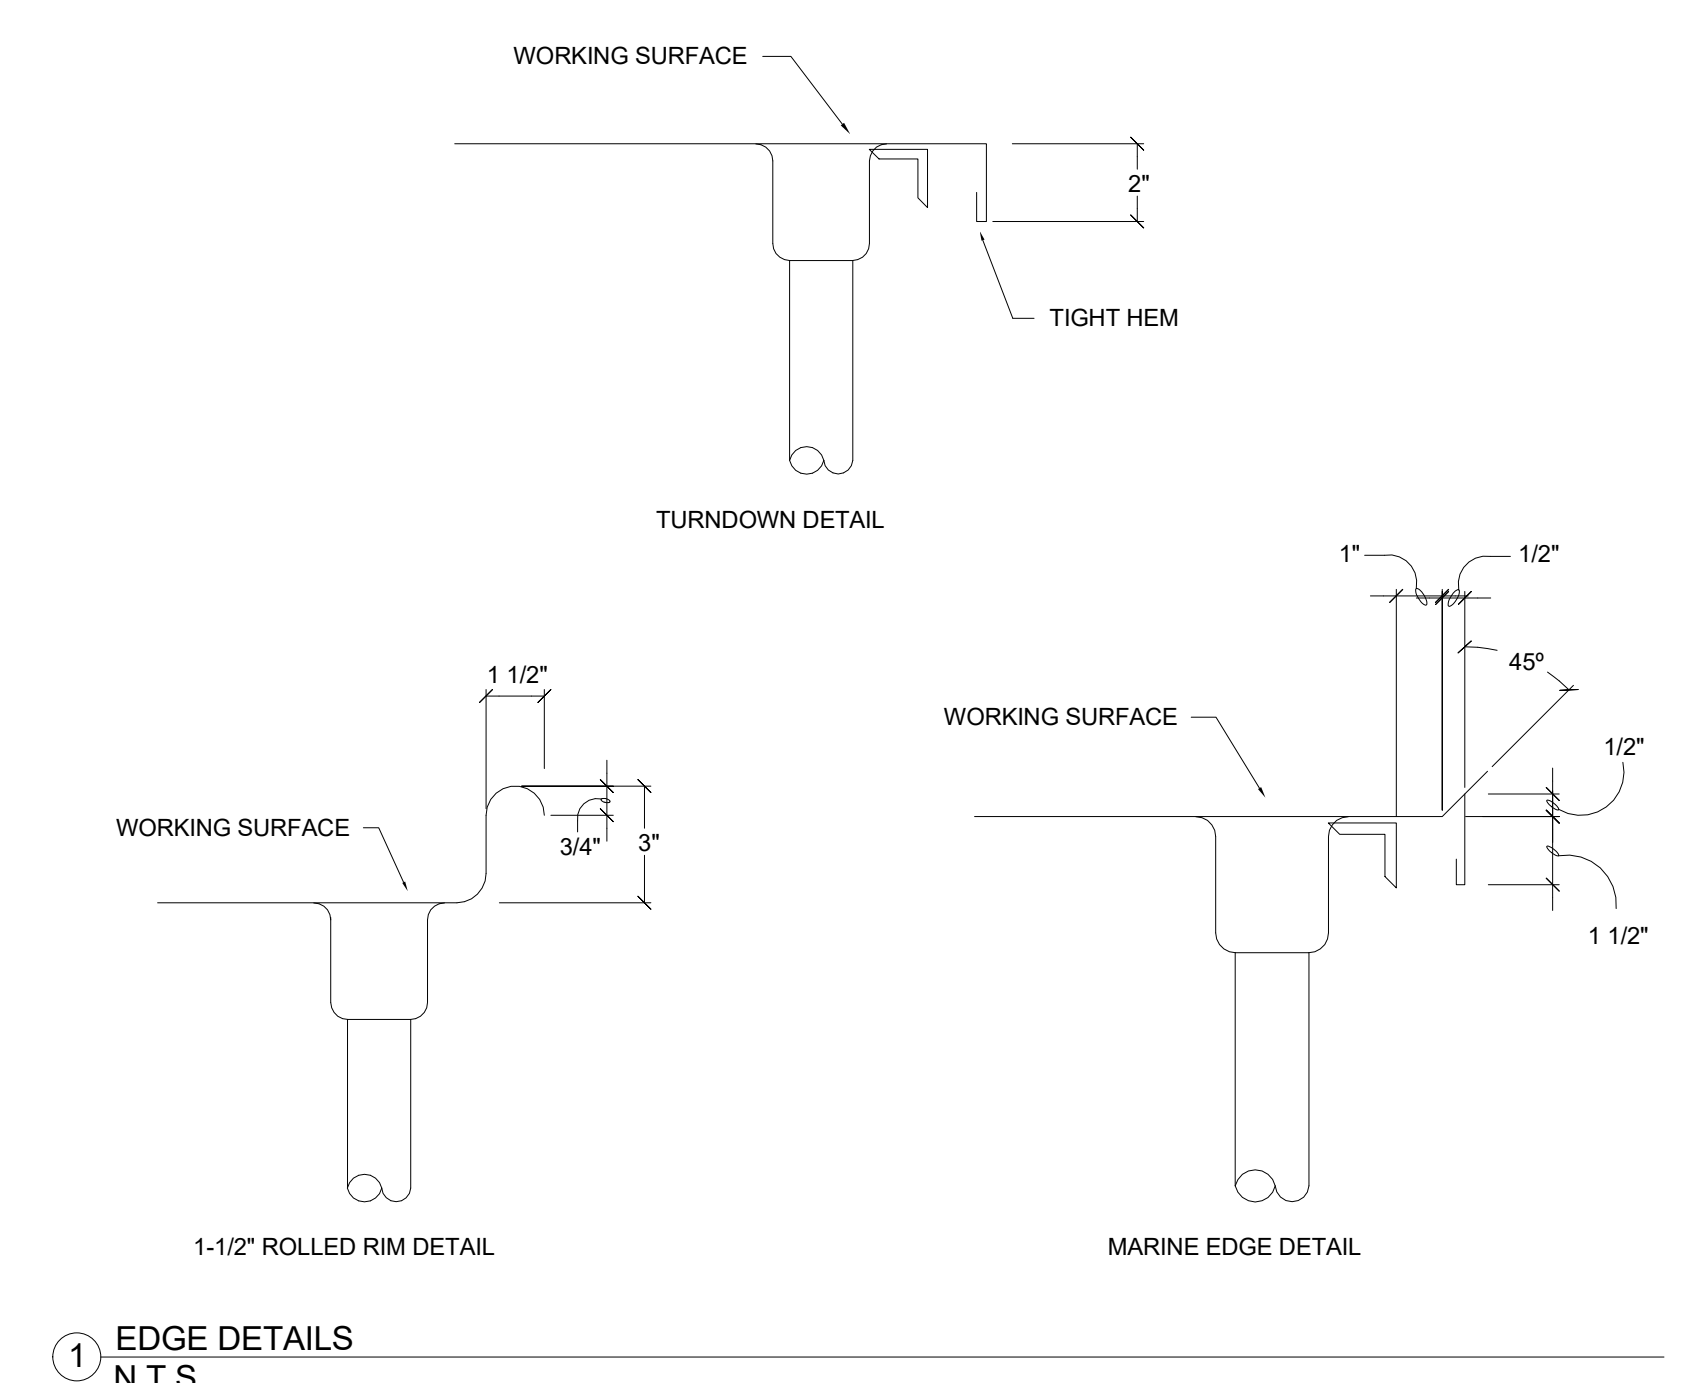 WORKING SURFACE
2"
TIGHT HEM
TURNDOWN DETAIL
1"
1/2"
45º
1 1/2"
WORKING SURFACE
1/2"
WORKING SURFACE
3/4"
3"
1 1/2"
1-1/2" ROLLED RIM DETAIL
MARINE EDGE DETAIL
1
EDGE DETAILS
N.T.S.